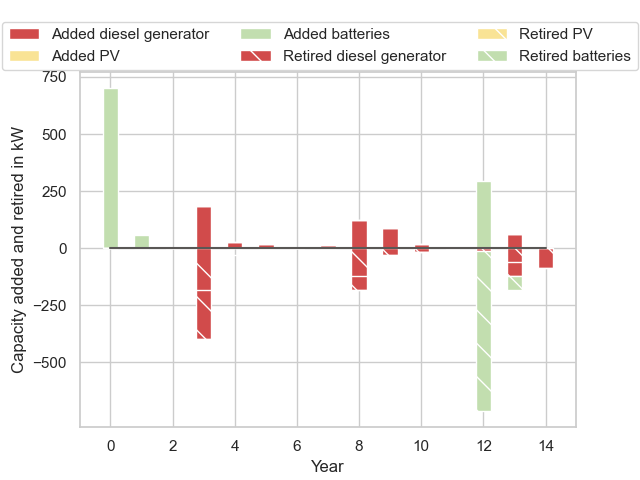 Added diesel generator Added batteries Retired PV
Added PV Retired diesel generator Retired batteries
750
500
250
0
−250
−500
Capacity added and retired in kW
0 2 4 6 8 10 12 14
Year